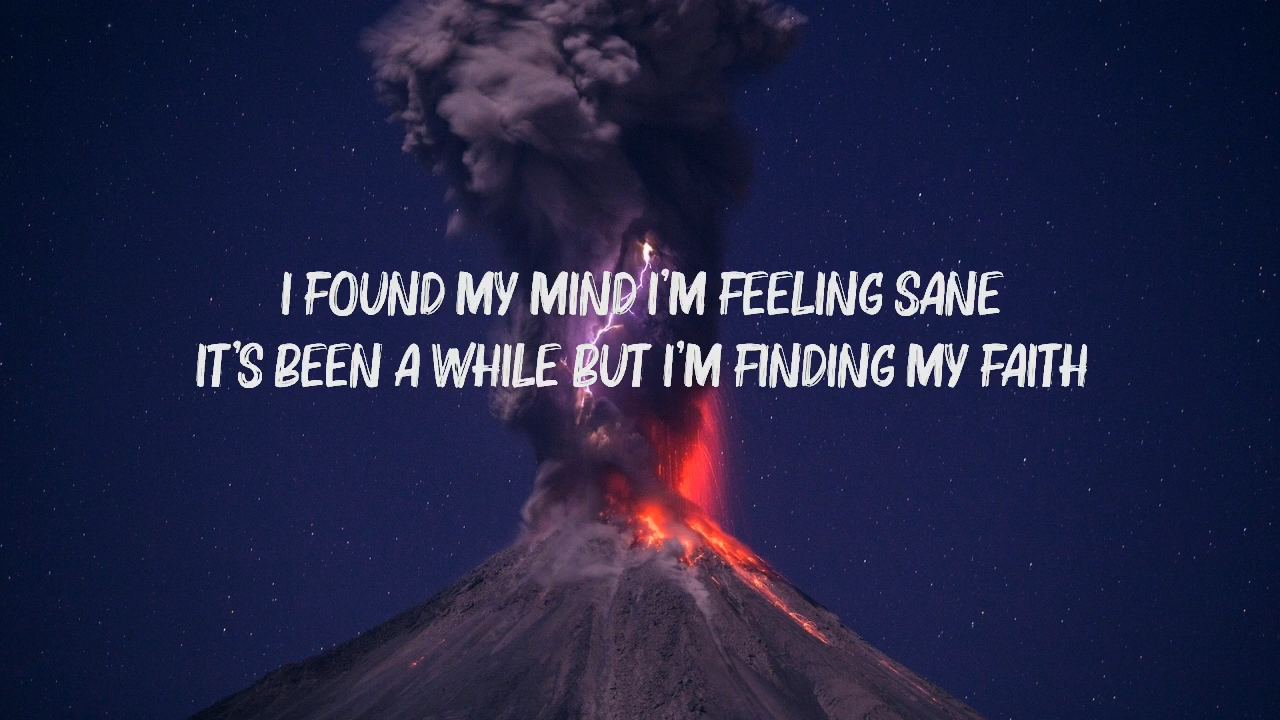 I FOUND MY MIND I'M FEELING SANE
IT'S BEEN A WHILE BUT I'M FINDING MY FAITH